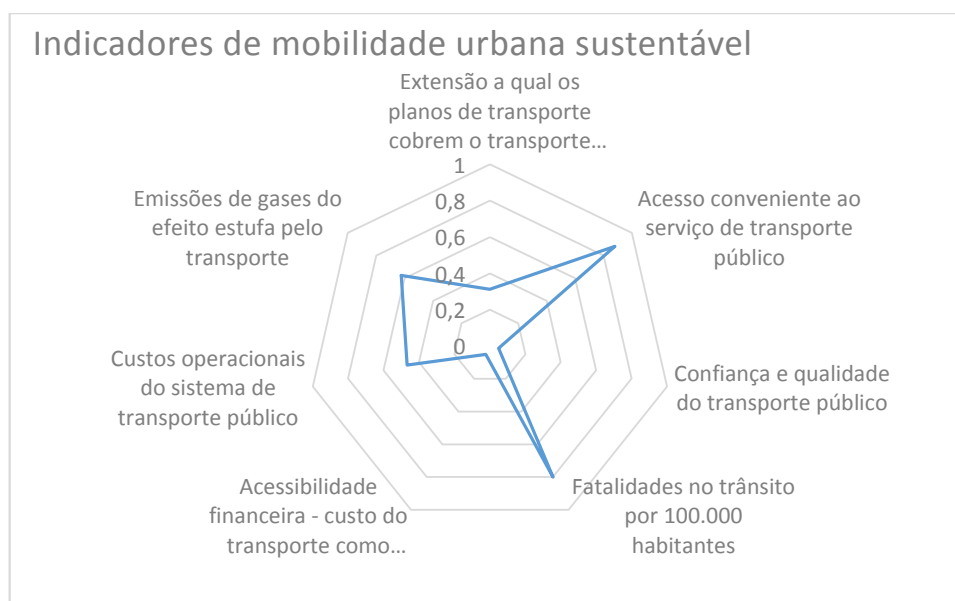 Indicadores de mobilidade urbana sustentável
Extensão a qual os
planos de transporte
cobrem o transporte...
Acesso conveniente ao
serviço de transporte
público
Confiança e qualidade
do transporte público
Fatalidades no trânsito
por 100.000
habitantes
Acessibilidade
financeira - custo do
transporte como...
Custos operacionais
do sistema de
transporte público
Emissões de gases do
efeito estufa pelo
transporte
1
0,8
0,6
0,4
0,2
0